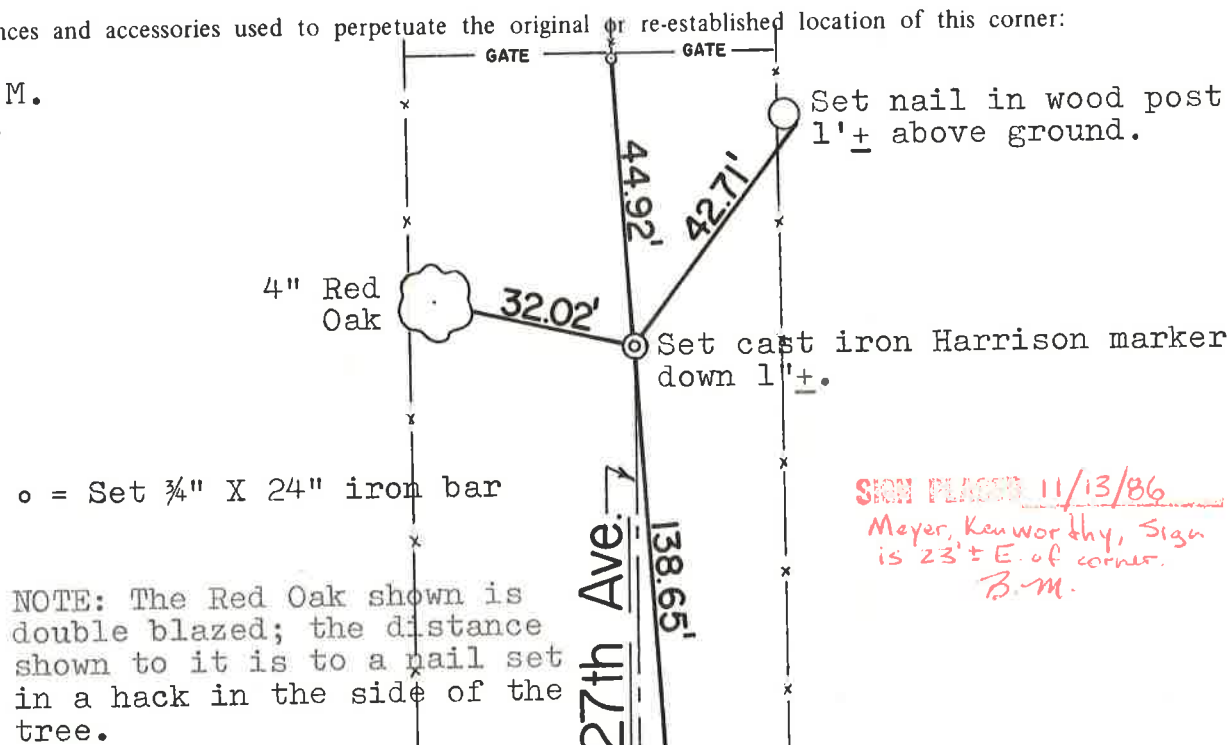 nces and accessories used to perpetuate the original or re-established location of this corner:
GATE GATE
M.
Set nail in wood post
1'± above ground.
44.92'
42.71'
4" Red
Oak
32.02'
Set cast iron Harrison marker
down 1"±.
o = Set ¾" X 24" iron bar
SIGN PLACED 11/13/86
Meyer, Kenworthy, Sign
is 23'± E. of corner.
B.M.
27th Ave.
138.65'
NOTE: The Red Oak shown is
double blazed; the distance
shown to it is to a nail set
in a hack in the side of the
tree.